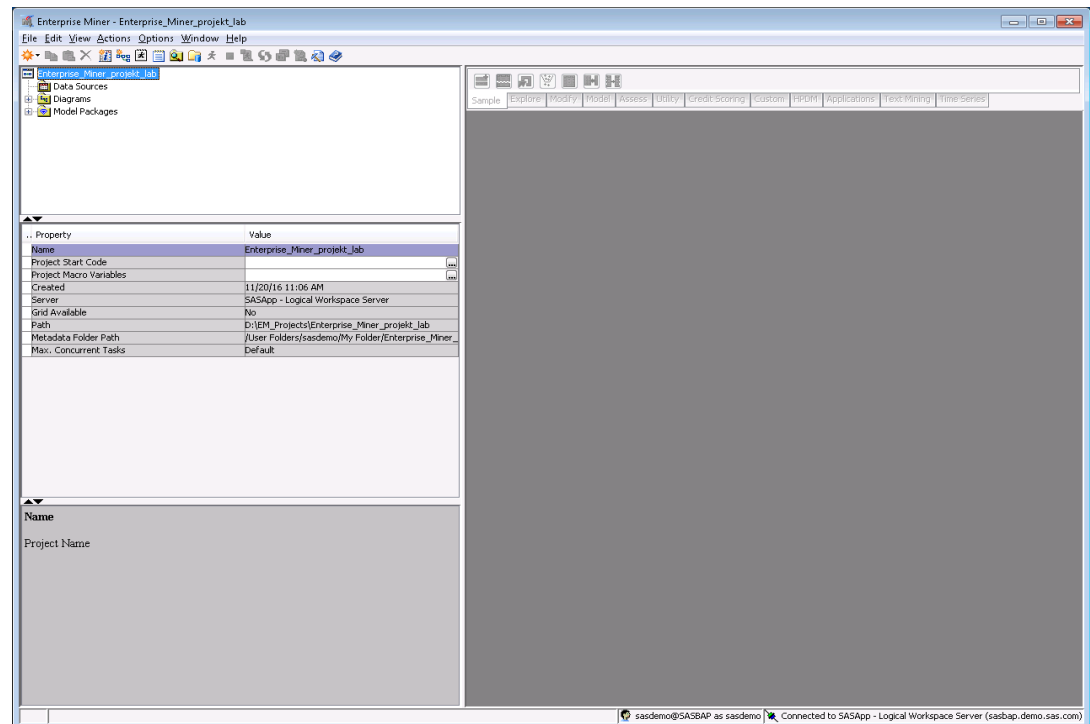 Enterprise Miner - Enterprise_Miner_projekt_lab
File Edit View Actions Options Window Help
Enterprise_Miner_projekt_lab
Data Sources
Diagrams
Model Packages
Sample Explore Modify Model Assess Utility Credit Scoring Custom HPDM Applications Text Mining Time Series
.. Property Value
Name Enterprise_Miner_projekt_lab
Project Start Code ...
Project Macro Variables ...
Created 11/20/16 11:06 AM
Server SASApp - Logical Workspace Server
Grid Available No
Path D:\EM_Projects\Enterprise_Miner_projekt_lab
Metadata Folder Path /User Folders/sasdemo/My Folder/Enterprise_Miner_
Max. Concurrent Tasks Default
Name
Project Name
sasdemo@SASBAP as sasdemo Connected to SASApp - Logical Workspace Server (sasbap.demo.sas.com)